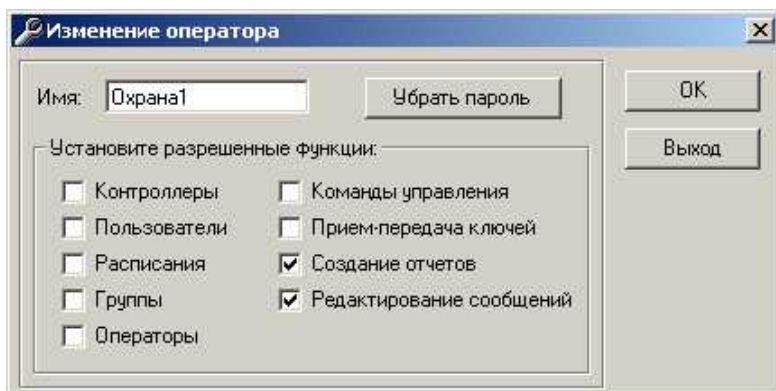 Изменение оператора
Имя: Охрана1 Убрать пароль OK
Выход
Установите разрешенные функции:
Контроллеры Команды управления
Пользователи Прием-передача ключей
Расписания Создание отчетов
Группы Редактирование сообщений
Операторы